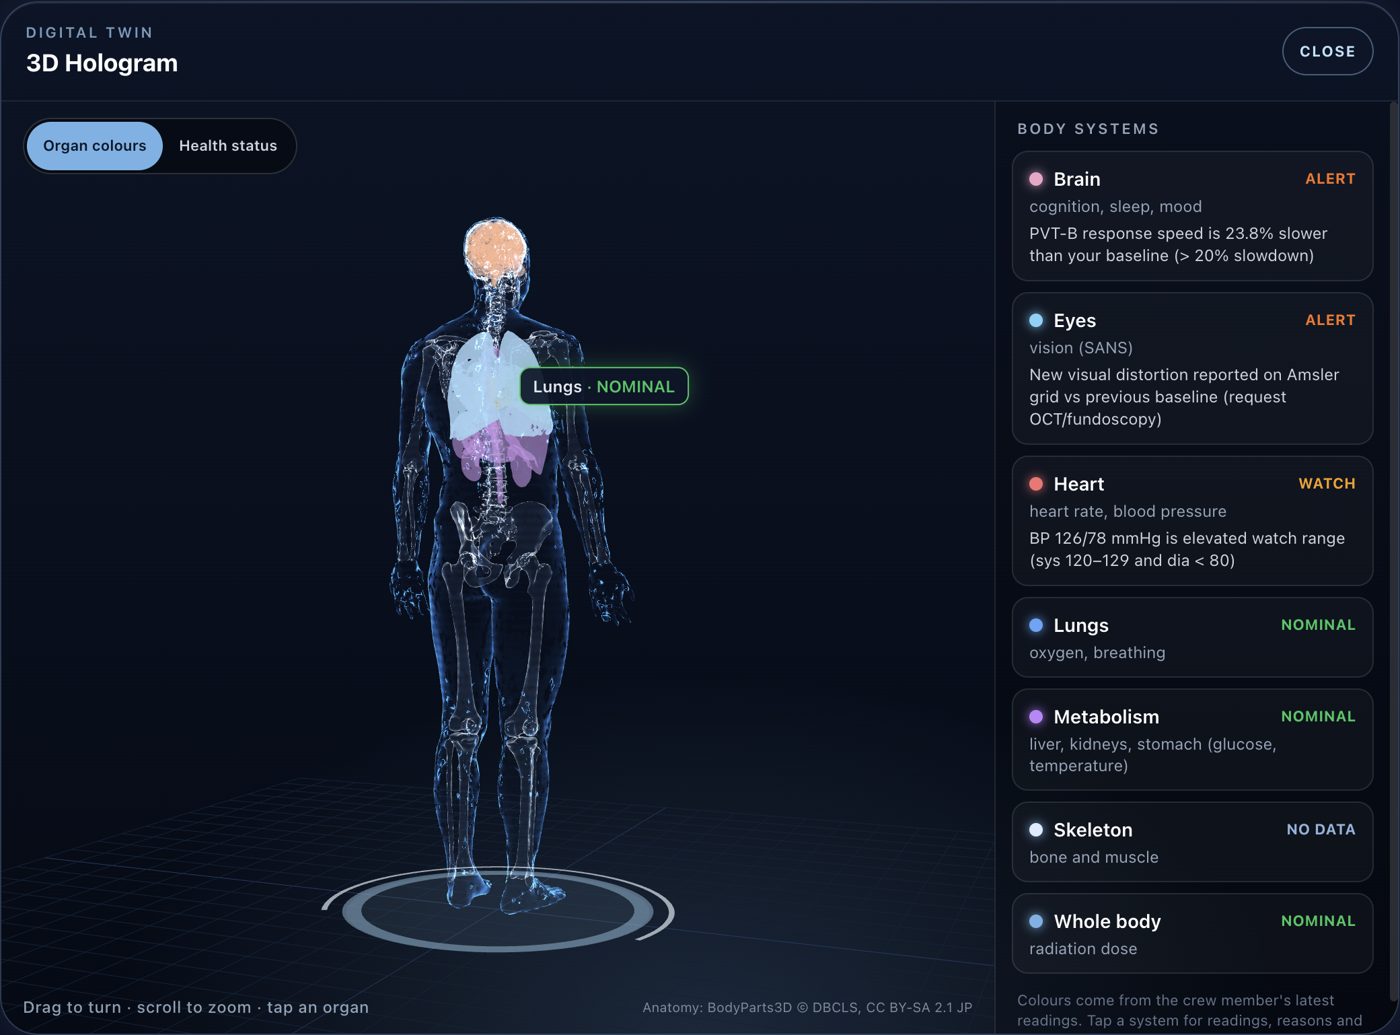 DIGITAL TWIN
3D Hologram
CLOSE
Organ colours
Health status
Lungs · NOMINAL
Drag to turn · scroll to zoom · tap an organ
Anatomy: BodyParts3D © DBCLS, CC BY-SA 2.1 JP
BODY SYSTEMS
Brain
ALERT
cognition, sleep, mood
PVT-B response speed is 23.8% slower
than your baseline (> 20% slowdown)
Eyes
ALERT
vision (SANS)
New visual distortion reported on Amsler
grid vs previous baseline (request
OCT/fundoscopy)
Heart
WATCH
heart rate, blood pressure
BP 126/78 mmHg is elevated watch range
(sys 120–129 and dia < 80)
Lungs
NOMINAL
oxygen, breathing
Metabolism
NOMINAL
liver, kidneys, stomach (glucose,
temperature)
Skeleton
NO DATA
bone and muscle
Whole body
NOMINAL
radiation dose
Colours come from the crew member's latest
readings. Tap a system for readings, reasons and